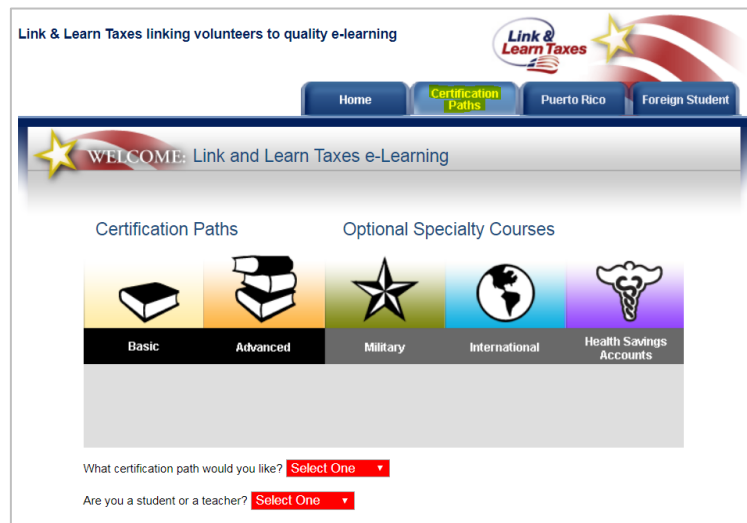 Link & Learn Taxes linking volunteers to quality e-learning
Link &
Learn Taxes
Home
Certification
Paths
Puerto Rico
Foreign Student
WELCOME: Link and Learn Taxes e-Learning
Certification Paths
Optional Specialty Courses
Basic
Advanced
Military
International
Health Savings
Accounts
What certification path would you like? Select One
Are you a student or a teacher? Select One